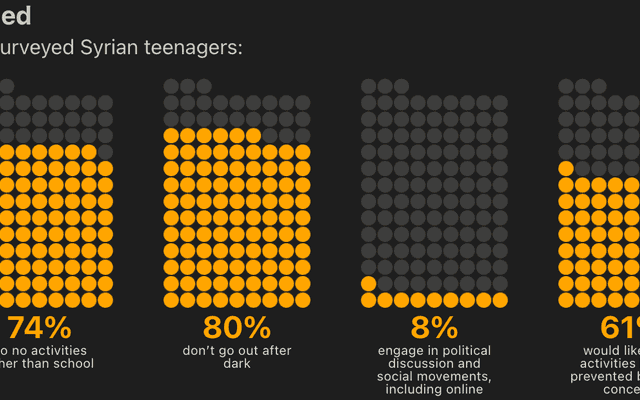 ed
urveyed Syrian teenagers:
74%
o no activities
her than school
80%
don't go out after
dark
8%
engage in political
discussion and
social movements,
including online
61%
would like
activities
prevented b
conce